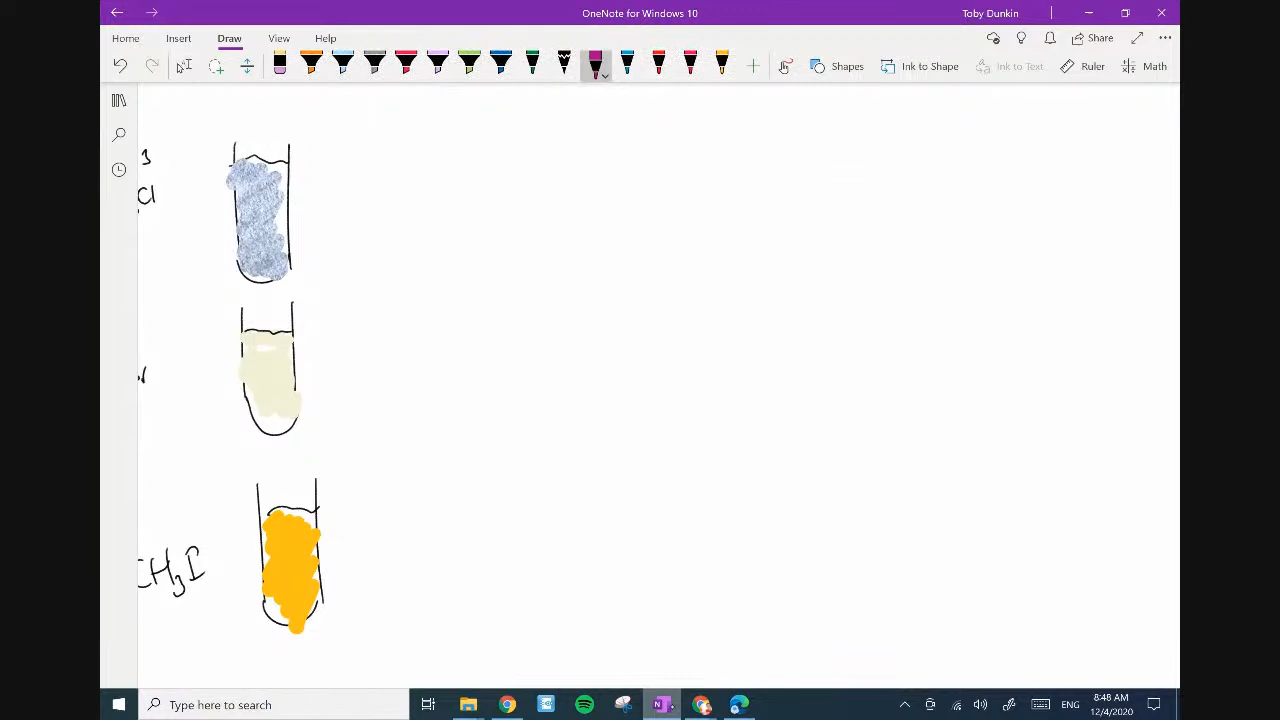 OneNote for Windows 10
Toby Dunkin
Home Insert Draw View Help
Share
Shapes Ink to Shape Ink to Text Ruler Math
3
Cl
CH3I
Type here to search
ENG
8:48 AM
12/4/2020